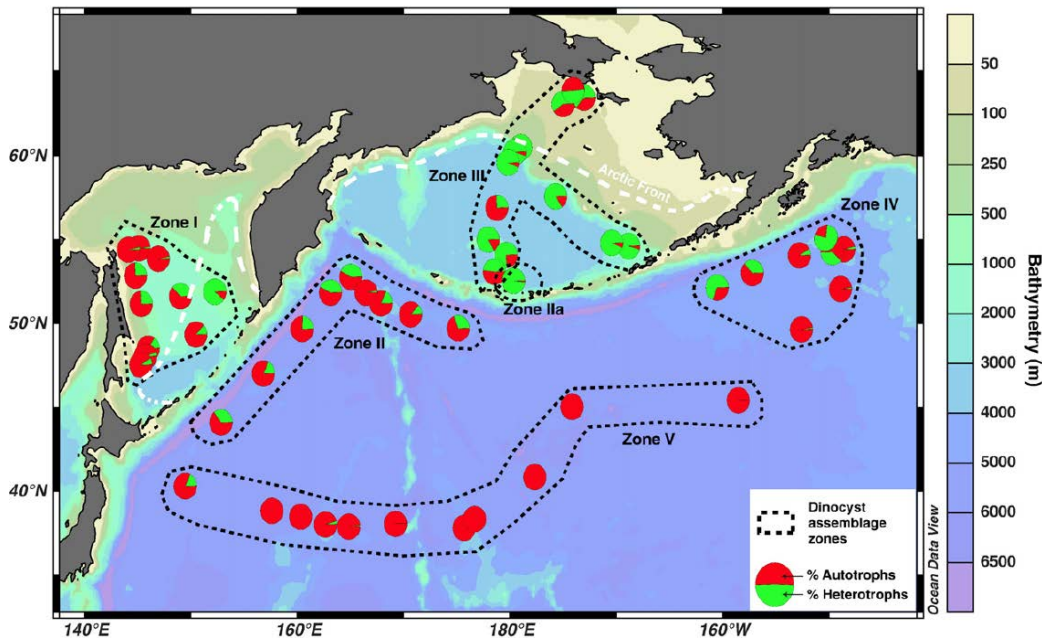 60°N
50°N
40°N
140°E
160°E
180°E
160°W
Zone I
Zone III
Arctic Front
Zone IV
Zone IIa
Zone II
Zone V
Dinocyst
assemblage
zones
% Autotrophs
% Heterotrophs
Ocean Data View
50
100
250
500
1000
2000
3000
4000
5000
6000
6500
Bathymetry (m)